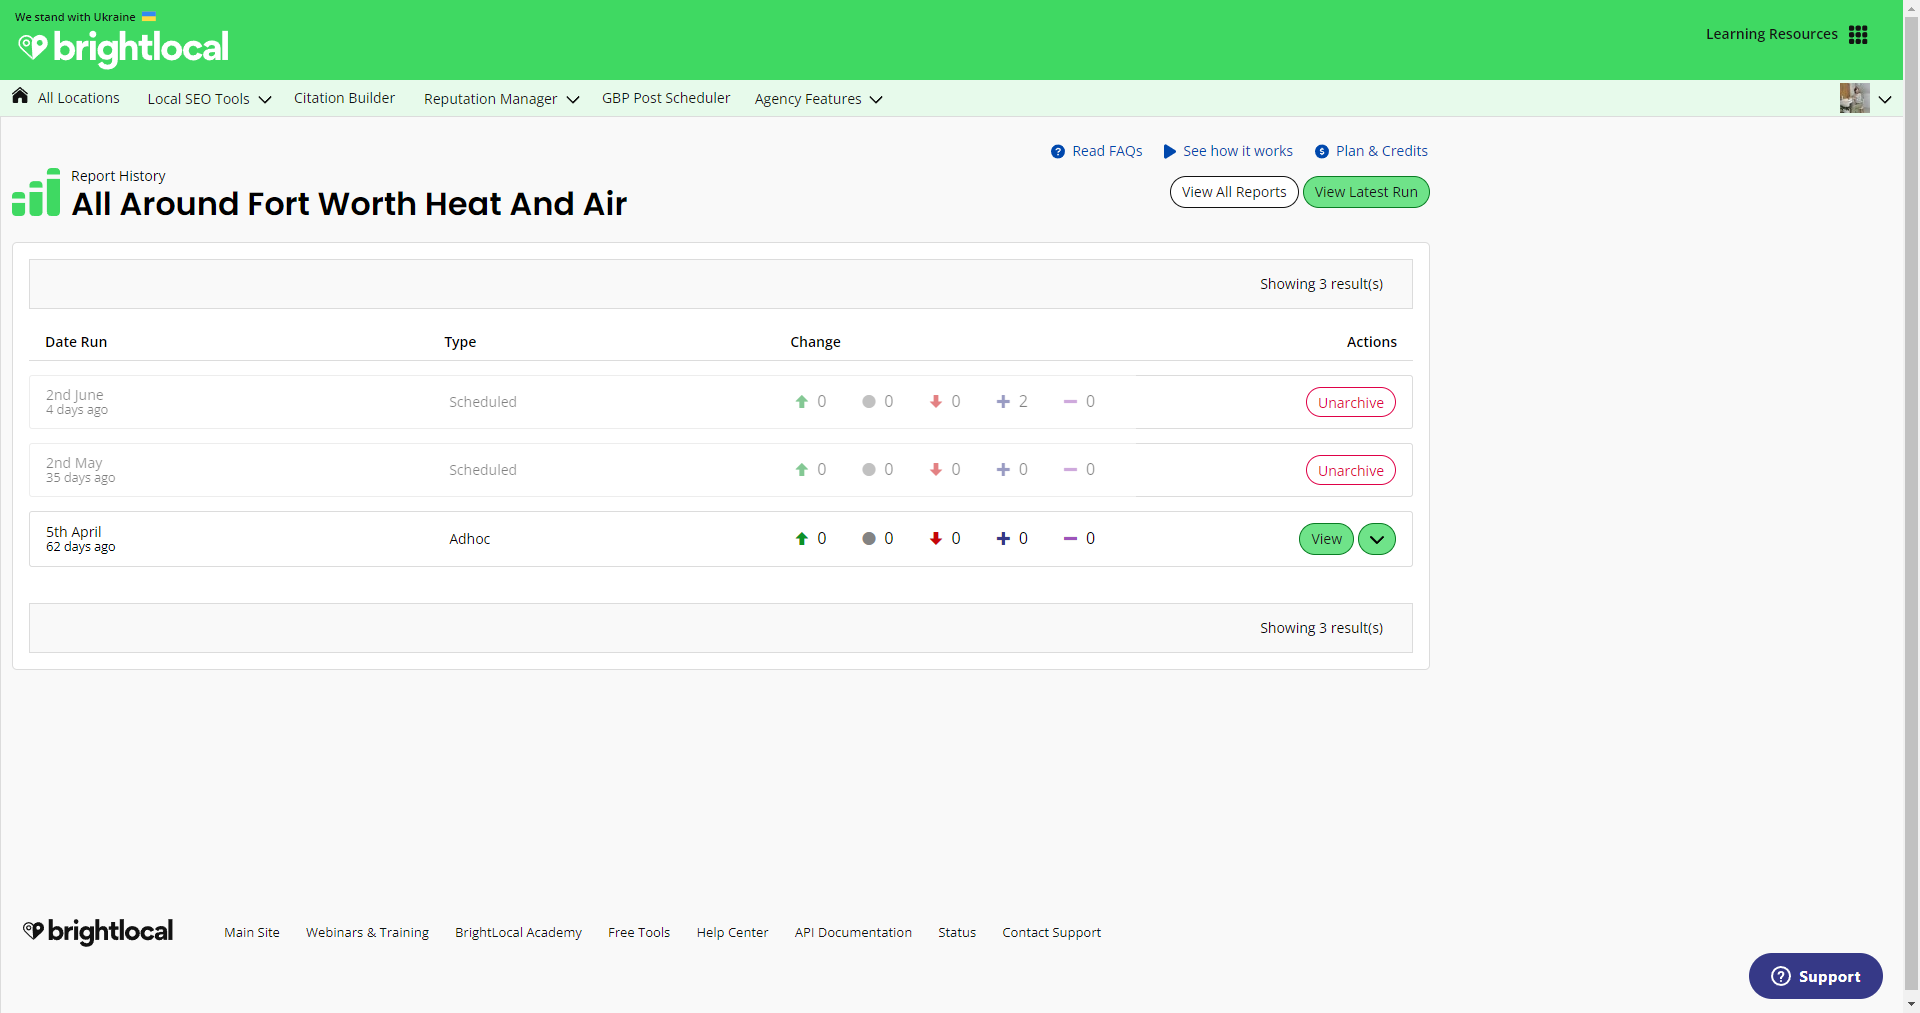 We stand with Ukraine
brightlocal
Learning Resources
All Locations
Local SEO Tools
Citation Builder
Reputation Manager
GBP Post Scheduler
Agency Features
Read FAQs
See how it works
Plan & Credits
Report History
All Around Fort Worth Heat And Air
View All Reports
View Latest Run
Showing 3 result(s)
Date Run Type Change Actions
2nd June
4 days ago
Scheduled 0 0 0 2 0 Unarchive
2nd May
35 days ago
Scheduled 0 0 0 0 0 Unarchive
5th April
62 days ago
Adhoc 0 0 0 0 0 View
Showing 3 result(s)
brightlocal
Main Site
Webinars & Training
BrightLocal Academy
Free Tools
Help Center
API Documentation
Status
Contact Support
Support